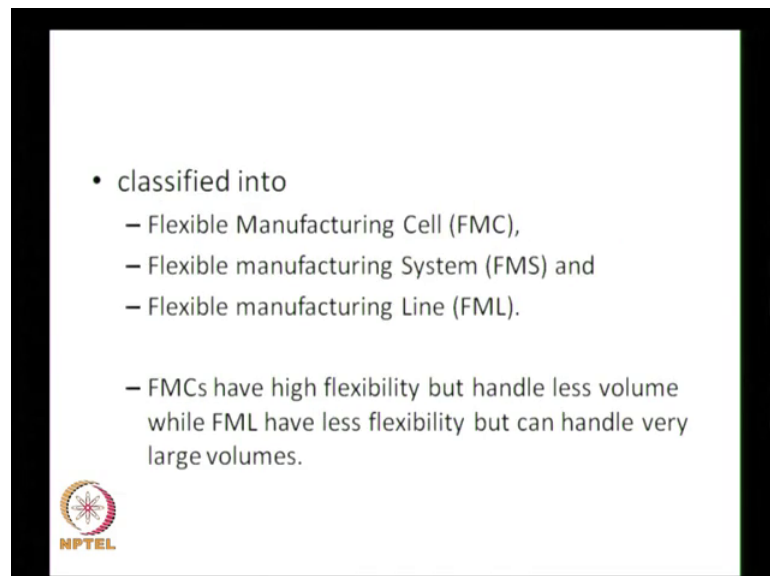 • classified into
– Flexible Manufacturing Cell (FMC),
– Flexible manufacturing System (FMS) and
– Flexible manufacturing Line (FML).
– FMCs have high flexibility but handle less volume
while FML have less flexibility but can handle very
large volumes.
NPTEL